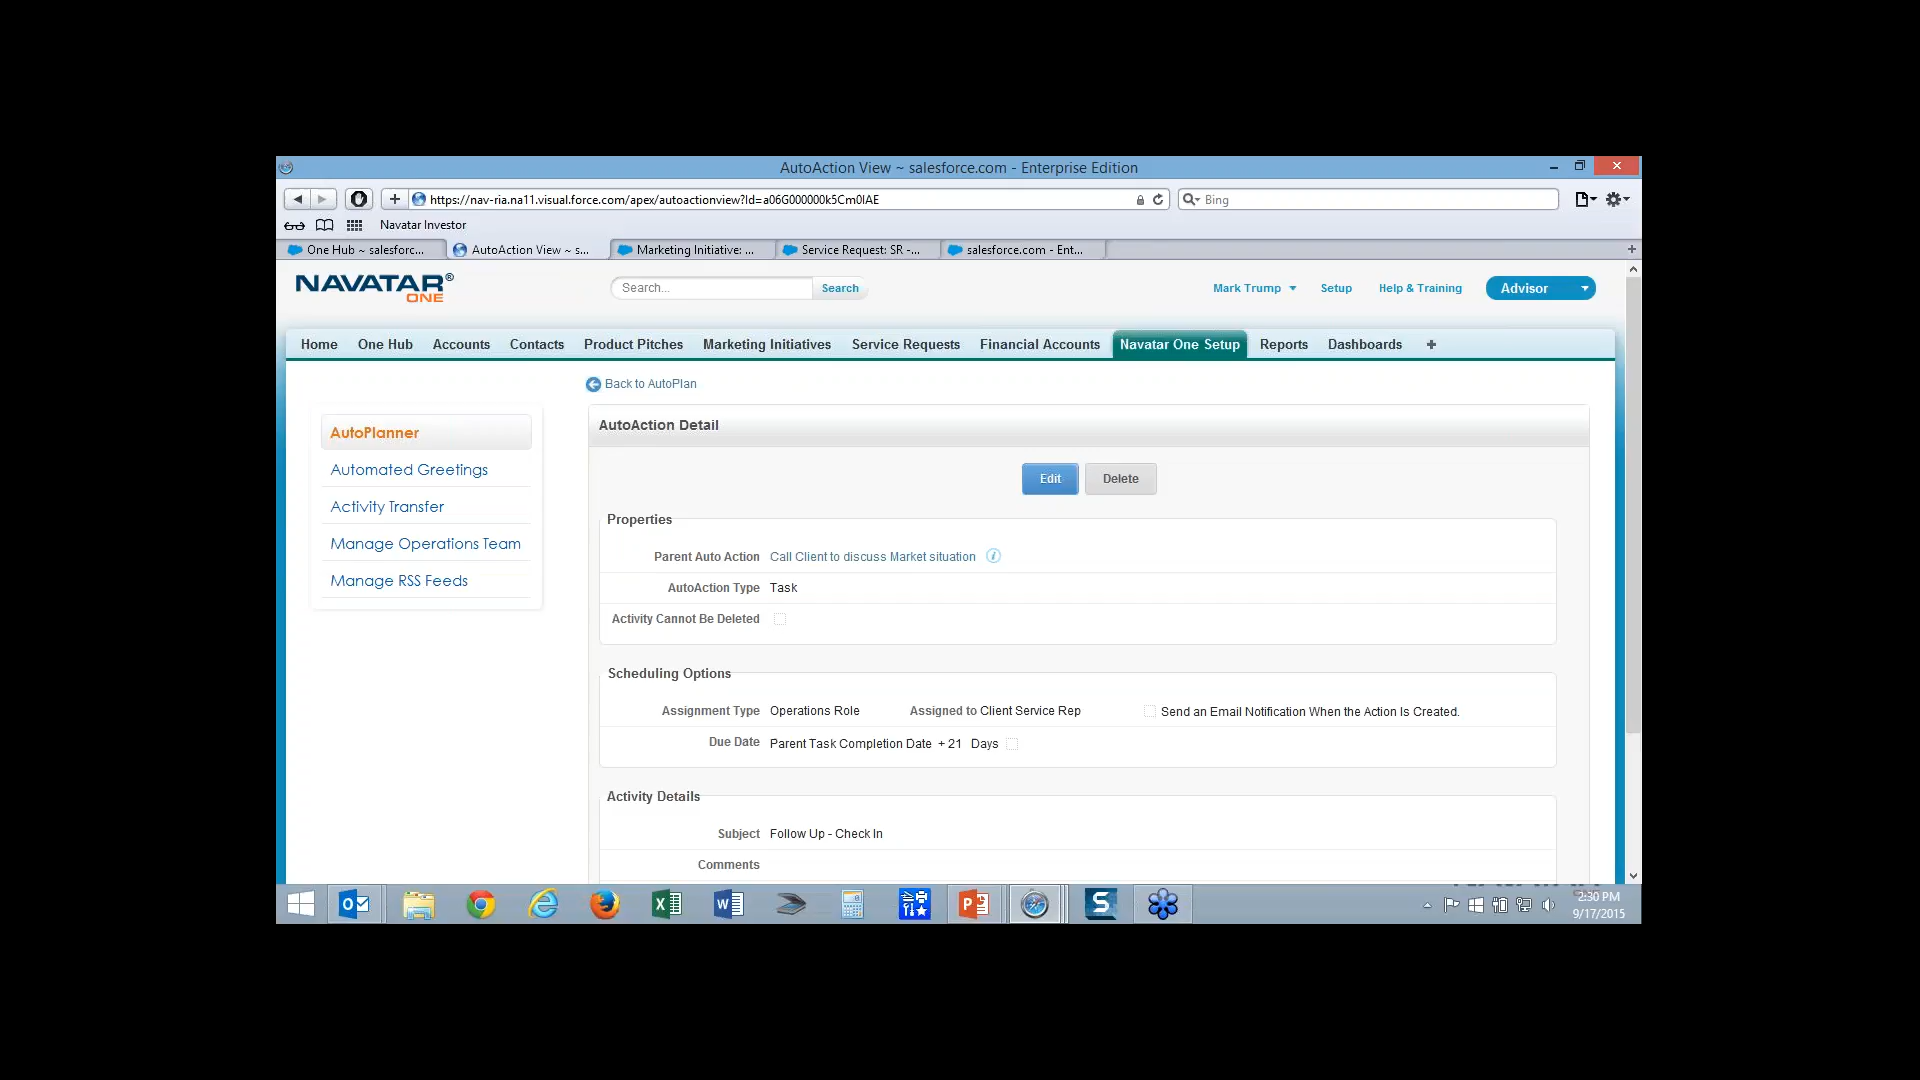 AutoAction View ~ salesforce.com - Enterprise Edition
https://nav-ria.na11.visual.force.com/apex/autoactionview?Id=a06G000000k5Cm0IAE
Bing
Navatar Investor
One Hub ~ salesforc...
AutoAction View ~ s...
Marketing Initiative: ...
Service Request: SR -...
salesforce.com - Ent...
NAVATAR®
ONE
Search...
Search
Mark Trump
Setup
Help & Training
Advisor
Home
One Hub
Accounts
Contacts
Product Pitches
Marketing Initiatives
Service Requests
Financial Accounts
Navatar One Setup
Reports
Dashboards
+
Back to AutoPlan
AutoPlanner
Automated Greetings
Activity Transfer
Manage Operations Team
Manage RSS Feeds
AutoAction Detail
Edit
Delete
Properties
Parent Auto Action Call Client to discuss Market situation
AutoAction Type Task
Activity Cannot Be Deleted
Scheduling Options
Assignment Type Operations Role Assigned to Client Service Rep Send an Email Notification When the Action Is Created.
Due Date Parent Task Completion Date + 21 Days
Activity Details
Subject Follow Up - Check In
Comments
2:30 PM
9/17/2015